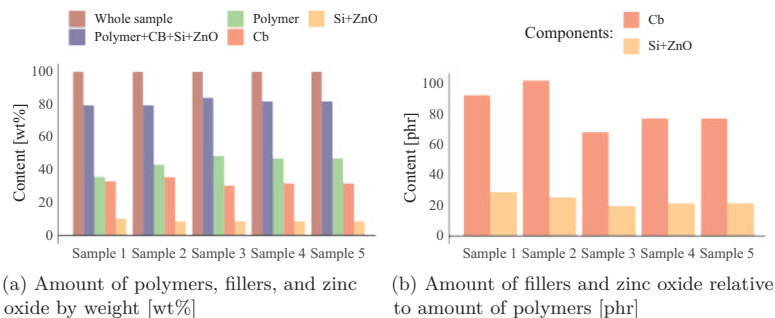 Whole sample
Polymer
Si+ZnO
Polymer+CB+Si+ZnO
Cb
Content [wt%]
100
80
60
40
20
0
Sample 1
Sample 2
Sample 3
Sample 4
Sample 5
(a) Amount of polymers, fillers, and zinc
oxide by weight [wt%]
Components:
Cb
Si+ZnO
Content [phr]
100
80
60
40
20
0
Sample 1
Sample 2
Sample 3
Sample 4
Sample 5
(b) Amount of fillers and zinc oxide relative
to amount of polymers [phr]